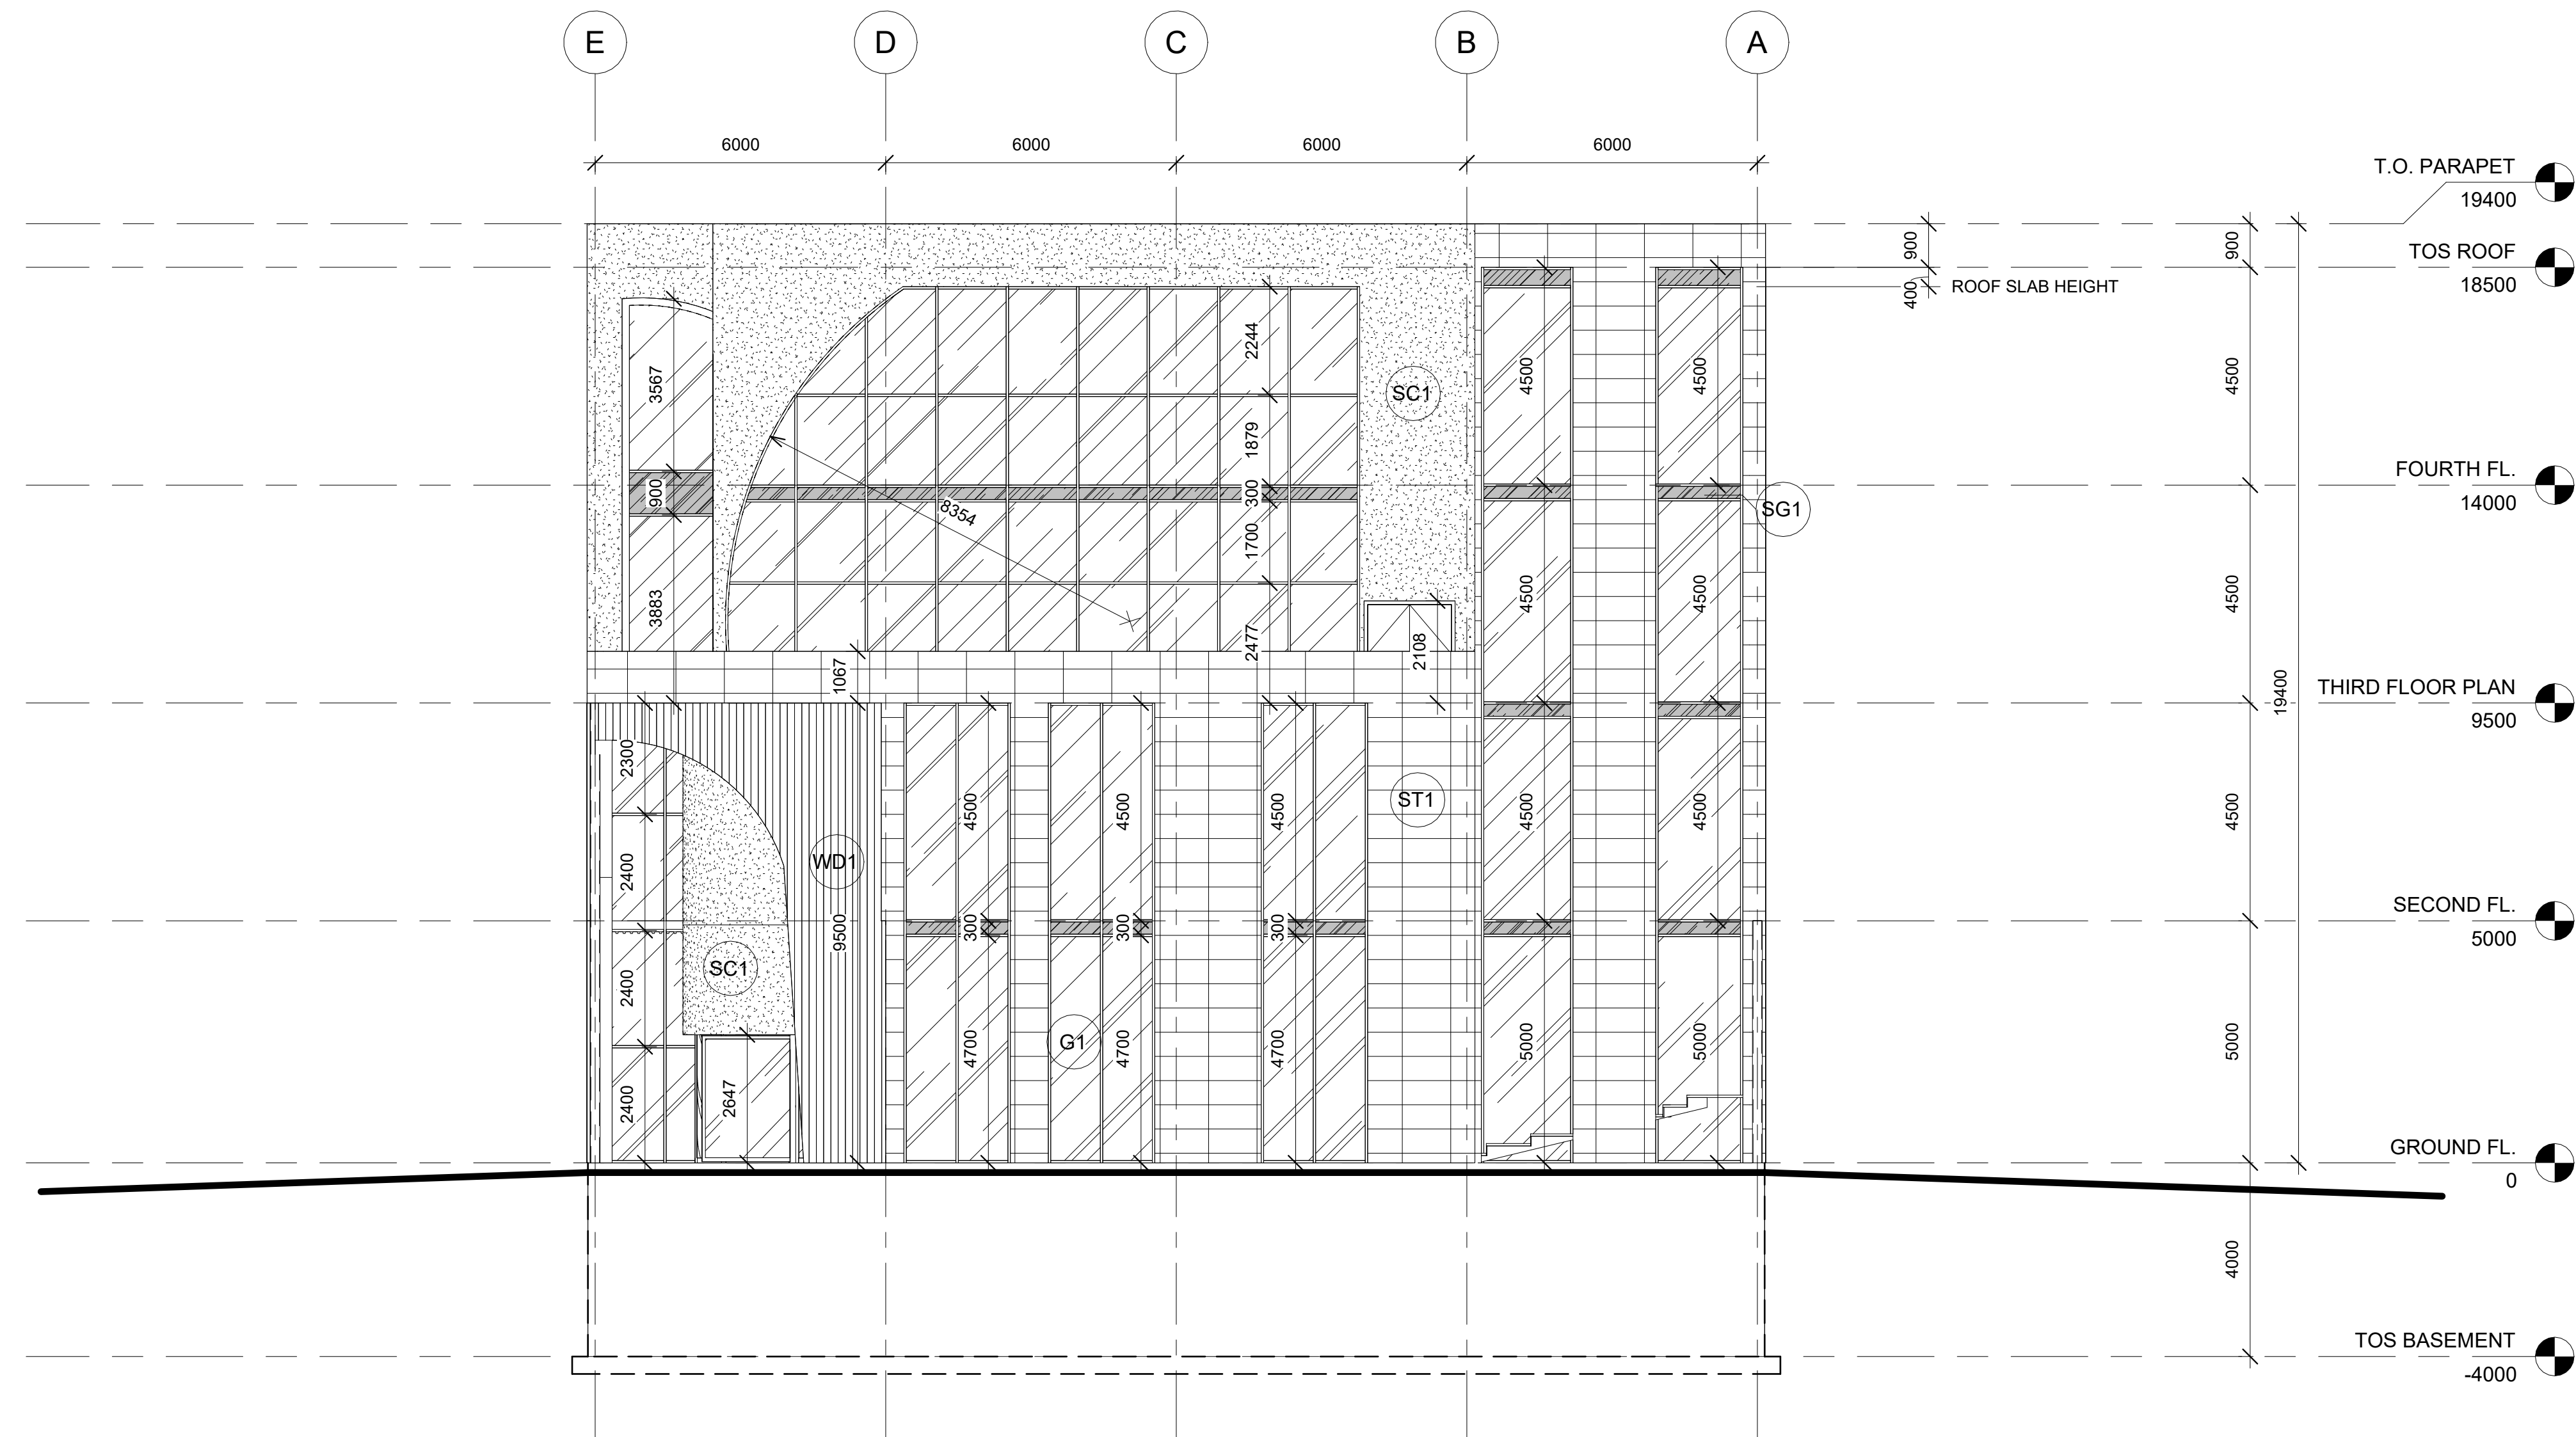 E
D
C
B
A
6000
6000
6000
6000
T.O. PARAPET
19400
TOS ROOF
18500
FOURTH FL.
14000
THIRD FLOOR PLAN
9500
SECOND FL.
5000
GROUND FL.
0
TOS BASEMENT
-4000
900
400
ROOF SLAB HEIGHT
900
4500
4500
4500
5000
4000
19400
3567
900
3883
8354
2244
1879
300
1700
2477
2108
1067
SC1
SG1
ST1
WD1
SC1
G1
4500
4500
4500
4500
4500
4500
5000
5000
2300
2400
2400
2400
2647
9500
4500
300
4700
4500
300
4700
4500
300
4700